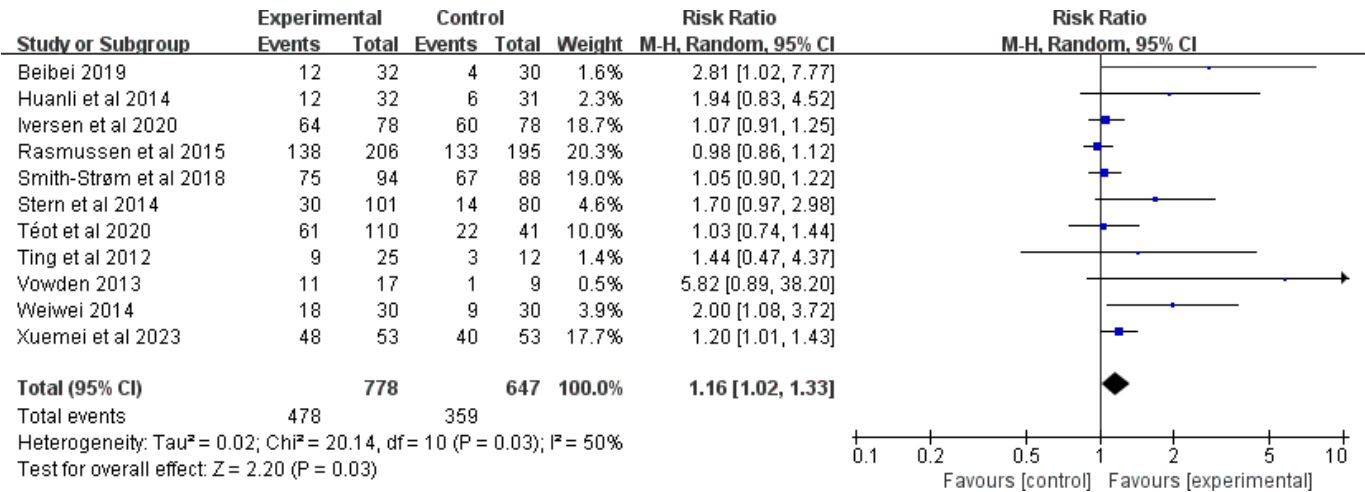 Experimental Control Risk Ratio Risk Ratio
Study or Subgroup Events Total Events Total Weight M-H, Random, 95% CI M-H, Random, 95% CI
Beibei 2019 12 32 4 30 1.6% 2.81 [1.02, 7.77]
Huanli et al 2014 12 32 6 31 2.3% 1.94 [0.83, 4.52]
Iversen et al 2020 64 78 60 78 18.7% 1.07 [0.91, 1.25]
Rasmussen et al 2015 138 206 133 195 20.3% 0.98 [0.86, 1.12]
Smith-Strøm et al 2018 75 94 67 88 19.0% 1.05 [0.90, 1.22]
Stern et al 2014 30 101 14 80 4.6% 1.70 [0.97, 2.98]
Téot et al 2020 61 110 22 41 10.0% 1.03 [0.74, 1.44]
Ting et al 2012 9 25 3 12 1.4% 1.44 [0.47, 4.37]
Vowden 2013 11 17 1 9 0.5% 5.82 [0.89, 38.20]
Weiwei 2014 18 30 9 30 3.9% 2.00 [1.08, 3.72]
Xuemei et al 2023 48 53 40 53 17.7% 1.20 [1.01, 1.43]
Total (95% CI) 778 647 100.0% 1.16 [1.02, 1.33]
Total events 478 359
Heterogeneity: Tau² = 0.02; Chi² = 20.14, df = 10 (P = 0.03); I² = 50%
Test for overall effect: Z = 2.20 (P = 0.03)
0.1 0.2 0.5 1 2 5 10
Favours [control] Favours [experimental]